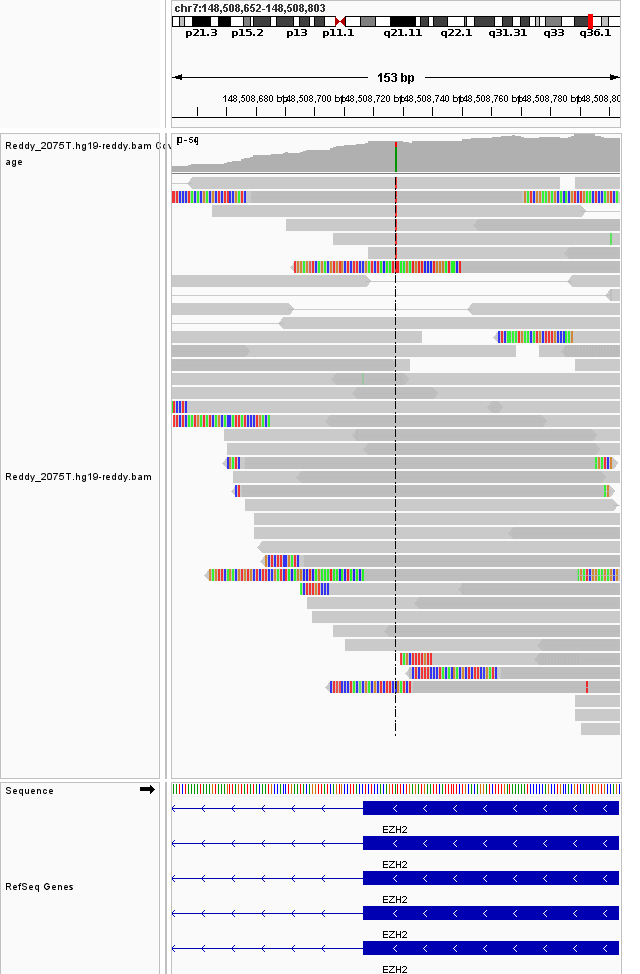 chr7:148,508,652-148,508,803
p21.3 p15.2 p13 p11.1 q21.11 q22.1 q31.31 q33 q36.1
153 bp
148,508,680 bp 148,508,700 bp 148,508,720 bp 148,508,740 bp 148,508,760 bp 148,508,780 bp 148,508,80
Reddy_2075T.hg19-reddy.bam Cov
age
Reddy_2075T.hg19-reddy.bam
Sequence
EZH2
EZH2
RefSeq Genes
EZH2
EZH2
EZH2